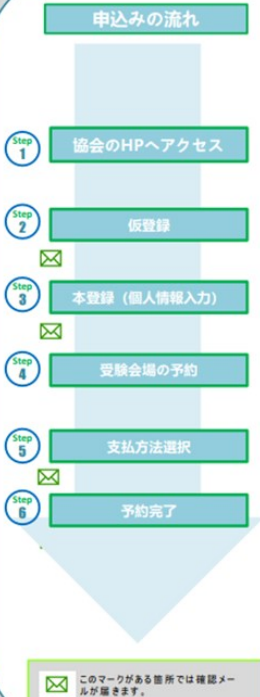 申込みの流れ
Step
1
協会のHPへアクセス
Step
2
仮登録
Step
3
本登録（個人情報入力）
Step
4
受験会場の予約
Step
5
支払方法選択
Step
6
予約完了
このマークがある箇所では確認メー
ルが届きます。